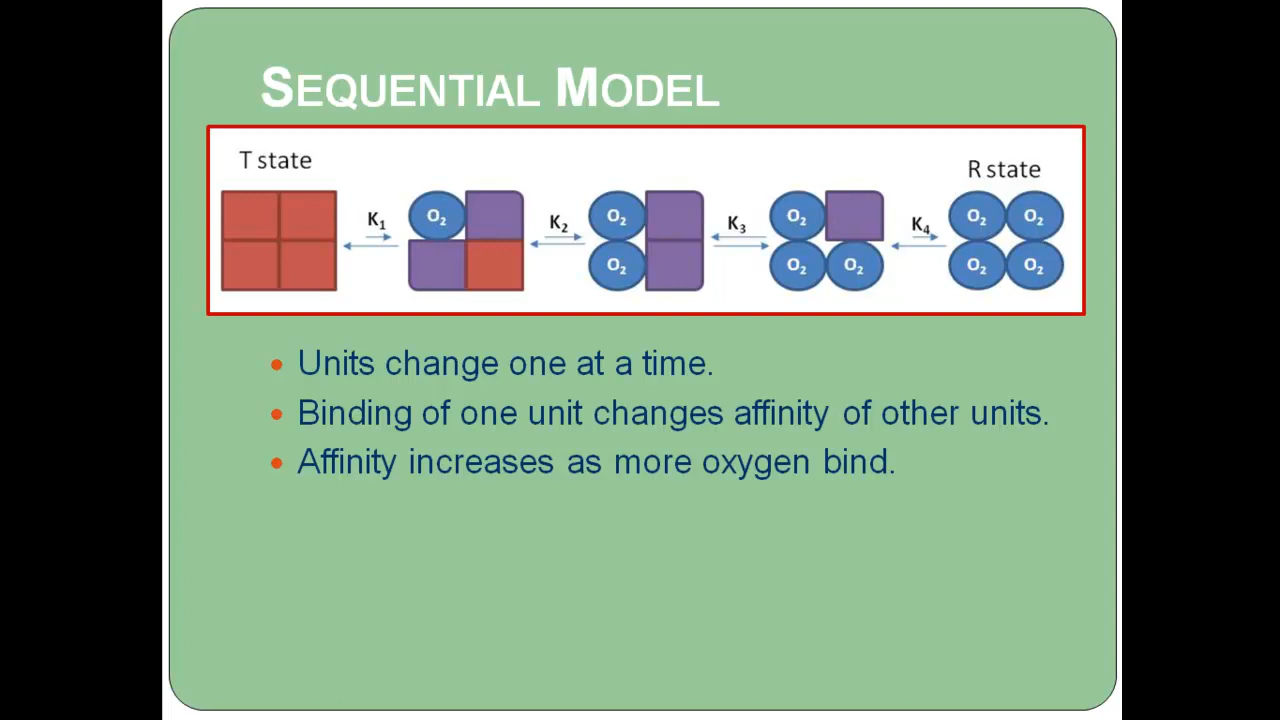 SEQUENTIAL MODEL
T state
R state
K₁
K₂
K₃
K₄
O₂
O₂
O₂
O₂
O₂
O₂
O₂
O₂
O₂
O₂
• Units change one at a time.
• Binding of one unit changes affinity of other units.
• Affinity increases as more oxygen bind.